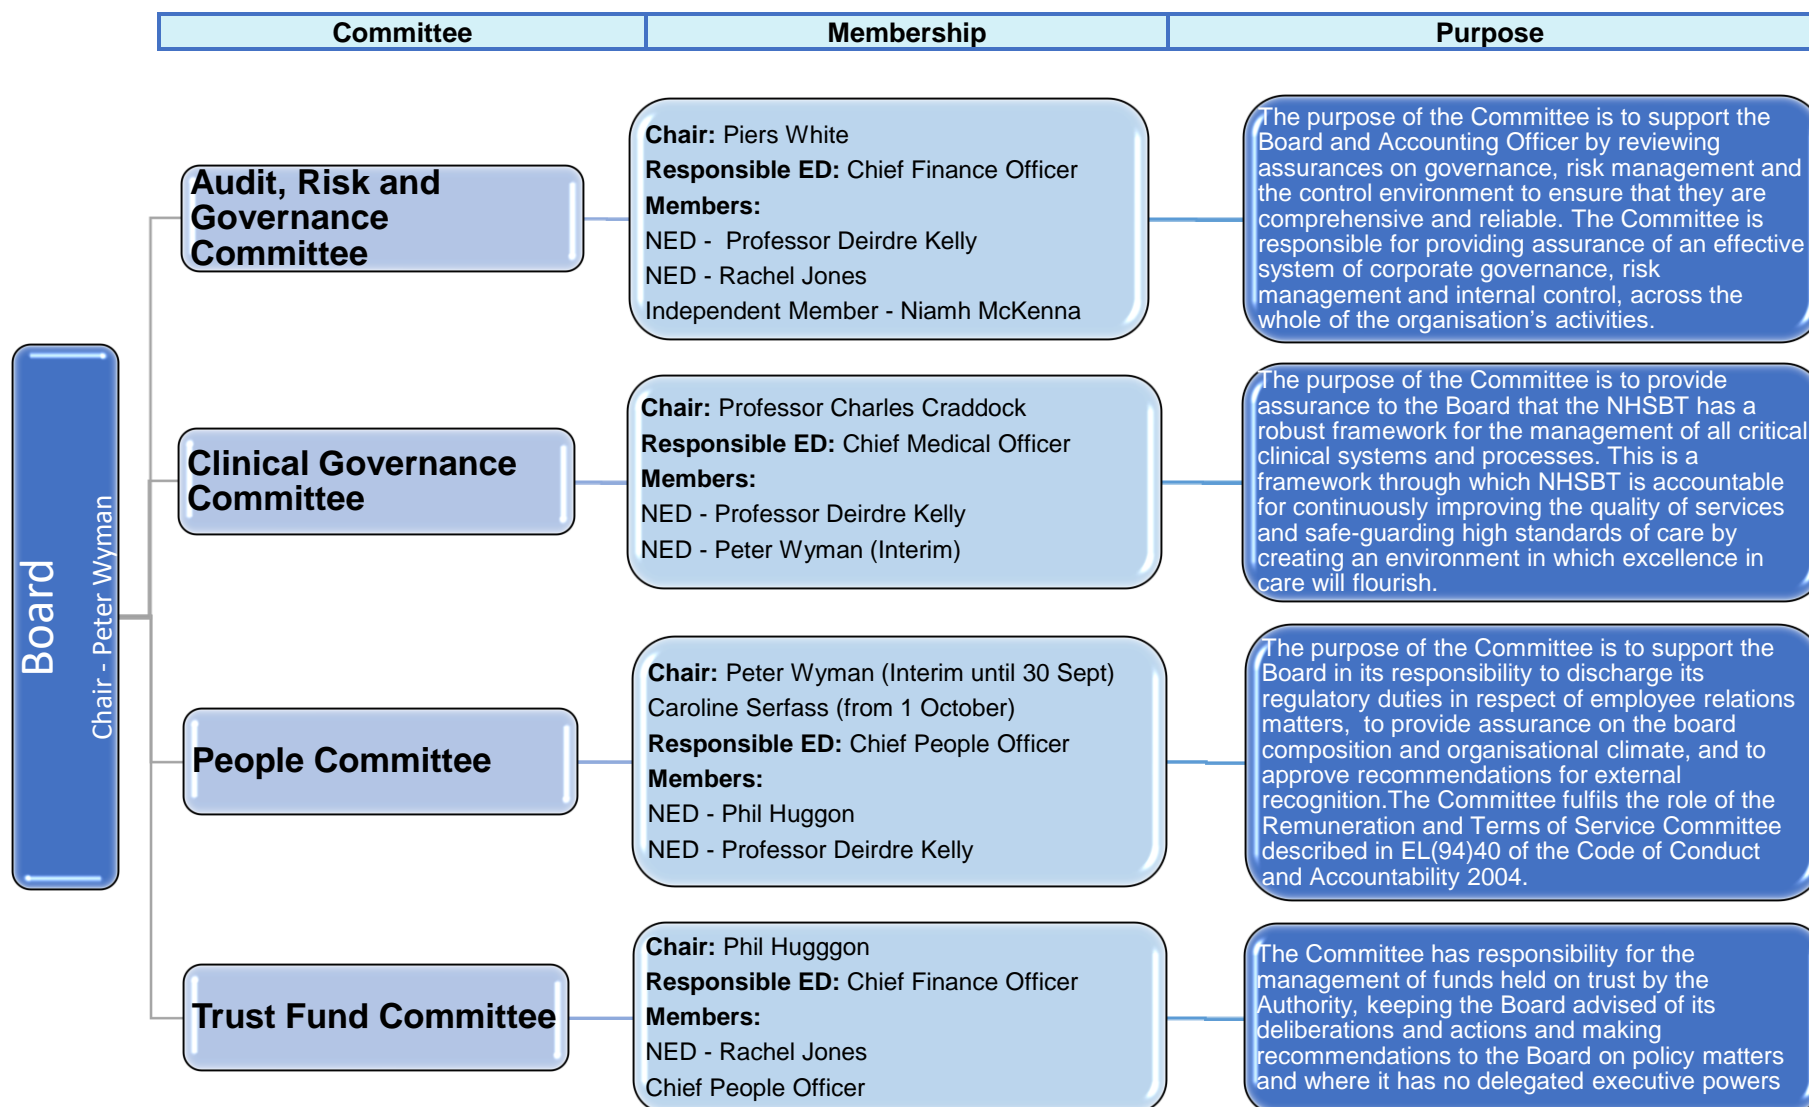 Committee
Membership
Purpose
Board
Chair - Peter Wyman
Audit, Risk and
Governance
Committee
Chair: Piers White
Responsible ED: Chief Finance Officer
Members:
NED -  Professor Deirdre Kelly
NED - Rachel Jones
Independent Member - Niamh McKenna
The purpose of the Committee is to support the
Board and Accounting Officer by reviewing
assurances on governance, risk management and
the control environment to ensure that they are
comprehensive and reliable. The Committee is
responsible for providing assurance of an effective
system of corporate governance, risk
management and internal control, across the
whole of the organisation’s activities.
Clinical Governance
Committee
Chair: Professor Charles Craddock
Responsible ED: Chief Medical Officer
Members:
NED - Professor Deirdre Kelly
NED - Peter Wyman (Interim)
The purpose of the Committee is to provide
assurance to the Board that the NHSBT has a
robust framework for the management of all critical
clinical systems and processes. This is a
framework through which NHSBT is accountable
for continuously improving the quality of services
and safe-guarding high standards of care by
creating an environment in which excellence in
care will flourish.
People Committee
Chair: Peter Wyman (Interim until 30 Sept)
Caroline Serfass (from 1 October)
Responsible ED: Chief People Officer
Members:
NED - Phil Huggon
NED - Professor Deirdre Kelly
The purpose of the Committee is to support the
Board in its responsibility to discharge its
regulatory duties in respect of employee relations
matters,  to provide assurance on the board
composition and organisational climate, and to
approve recommendations for external
recognition.The Committee fulfils the role of the
Remuneration and Terms of Service Committee
described in EL(94)40 of the Code of Conduct
and Accountability 2004.
Trust Fund Committee
Chair: Phil Hugggon
Responsible ED: Chief Finance Officer
Members:
NED - Rachel Jones
Chief People Officer
The Committee has responsibility for the
management of funds held on trust by the
Authority, keeping the Board advised of its
deliberations and actions and making
recommendations to the Board on policy matters
and where it has no delegated executive powers